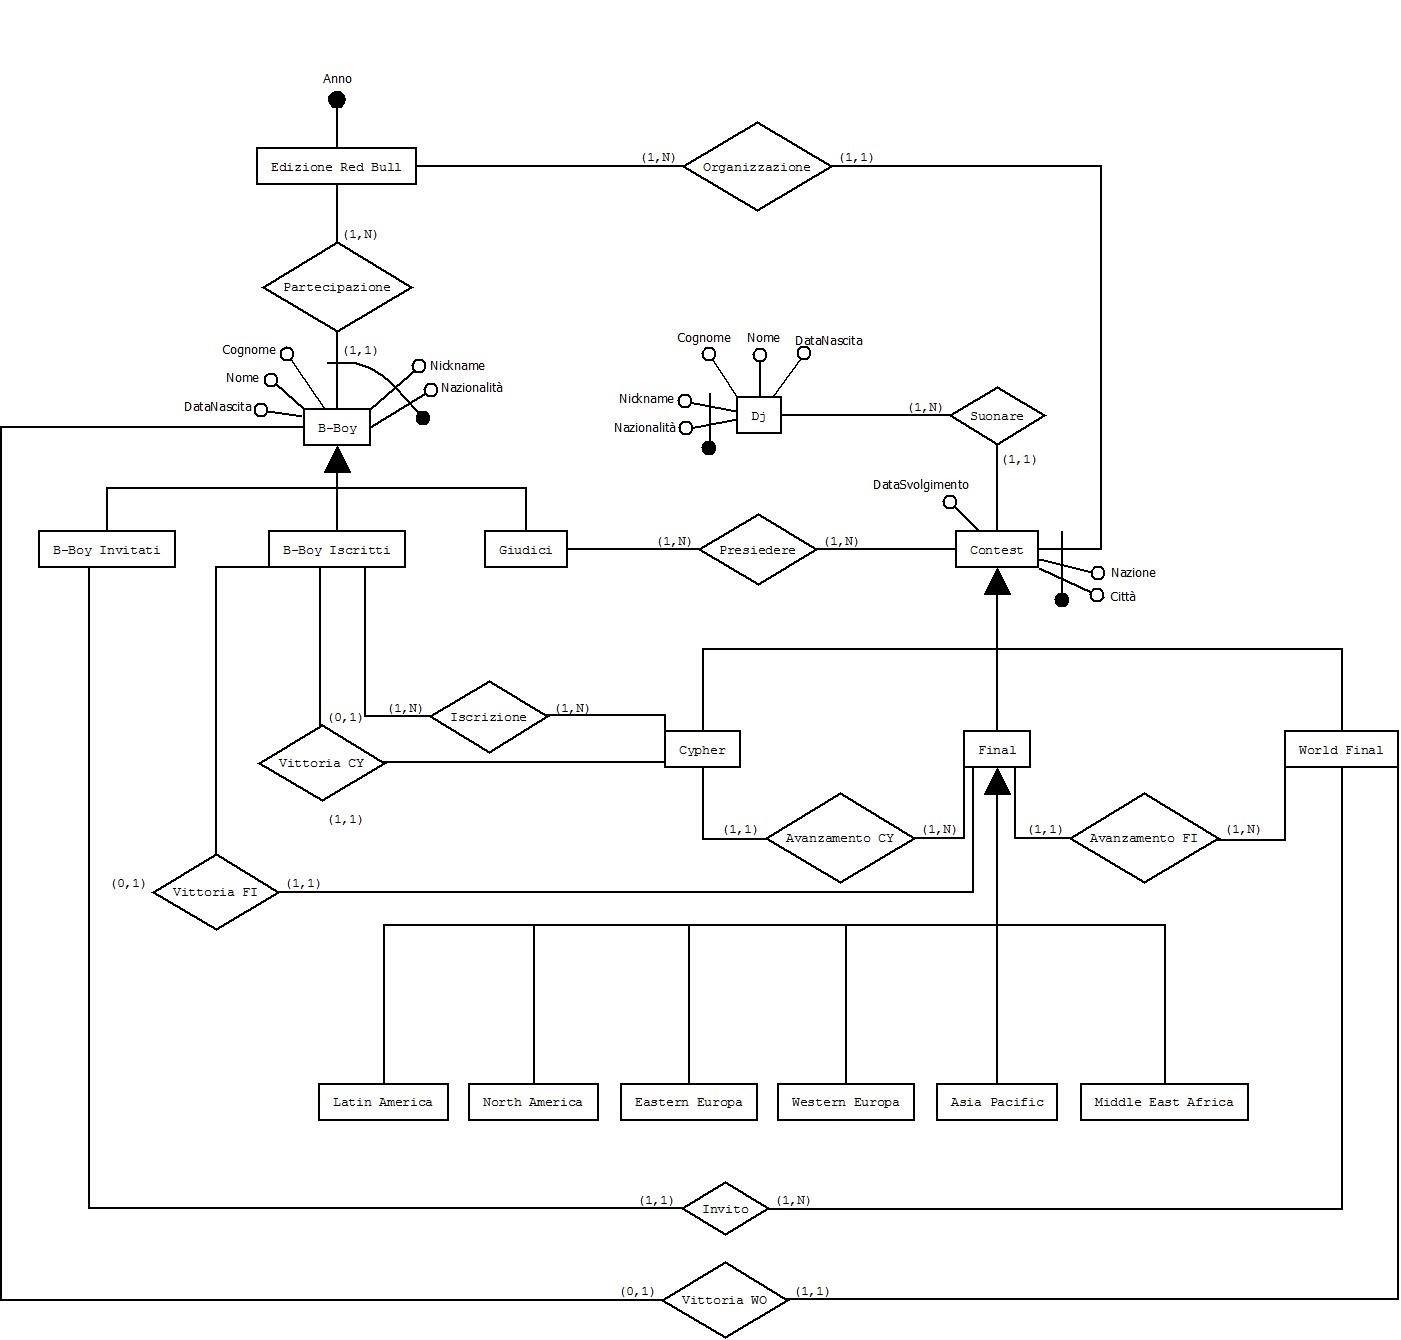 Anno
Edizione Red Bull
(1,N)
Organizzazione
(1,1)
(1,N)
Partecipazione
(1,1)
Cognome
Nome
DataNascita
Nickname
Nazionalità
B-Boy
Cognome
Nome
DataNascita
Nickname
Nazionalità
Dj
(1,N)
Suonare
(1,1)
DataSvolgimento
B-Boy Invitati
B-Boy Iscritti
Giudici
(1,N)
Presiedere
(1,N)
Contest
Nazione
Città
(1,N)
Iscrizione
(1,N)
(0,1)
Vittoria CY
(1,1)
Cypher
Final
World Final
(1,1)
Avanzamento CY
(1,N)
(1,1)
Avanzamento FI
(1,N)
(0,1)
Vittoria FI
(1,1)
Latin America
North America
Eastern Europa
Western Europa
Asia Pacific
Middle East Africa
(1,1)
Invito
(1,N)
(0,1)
Vittoria WO
(1,1)